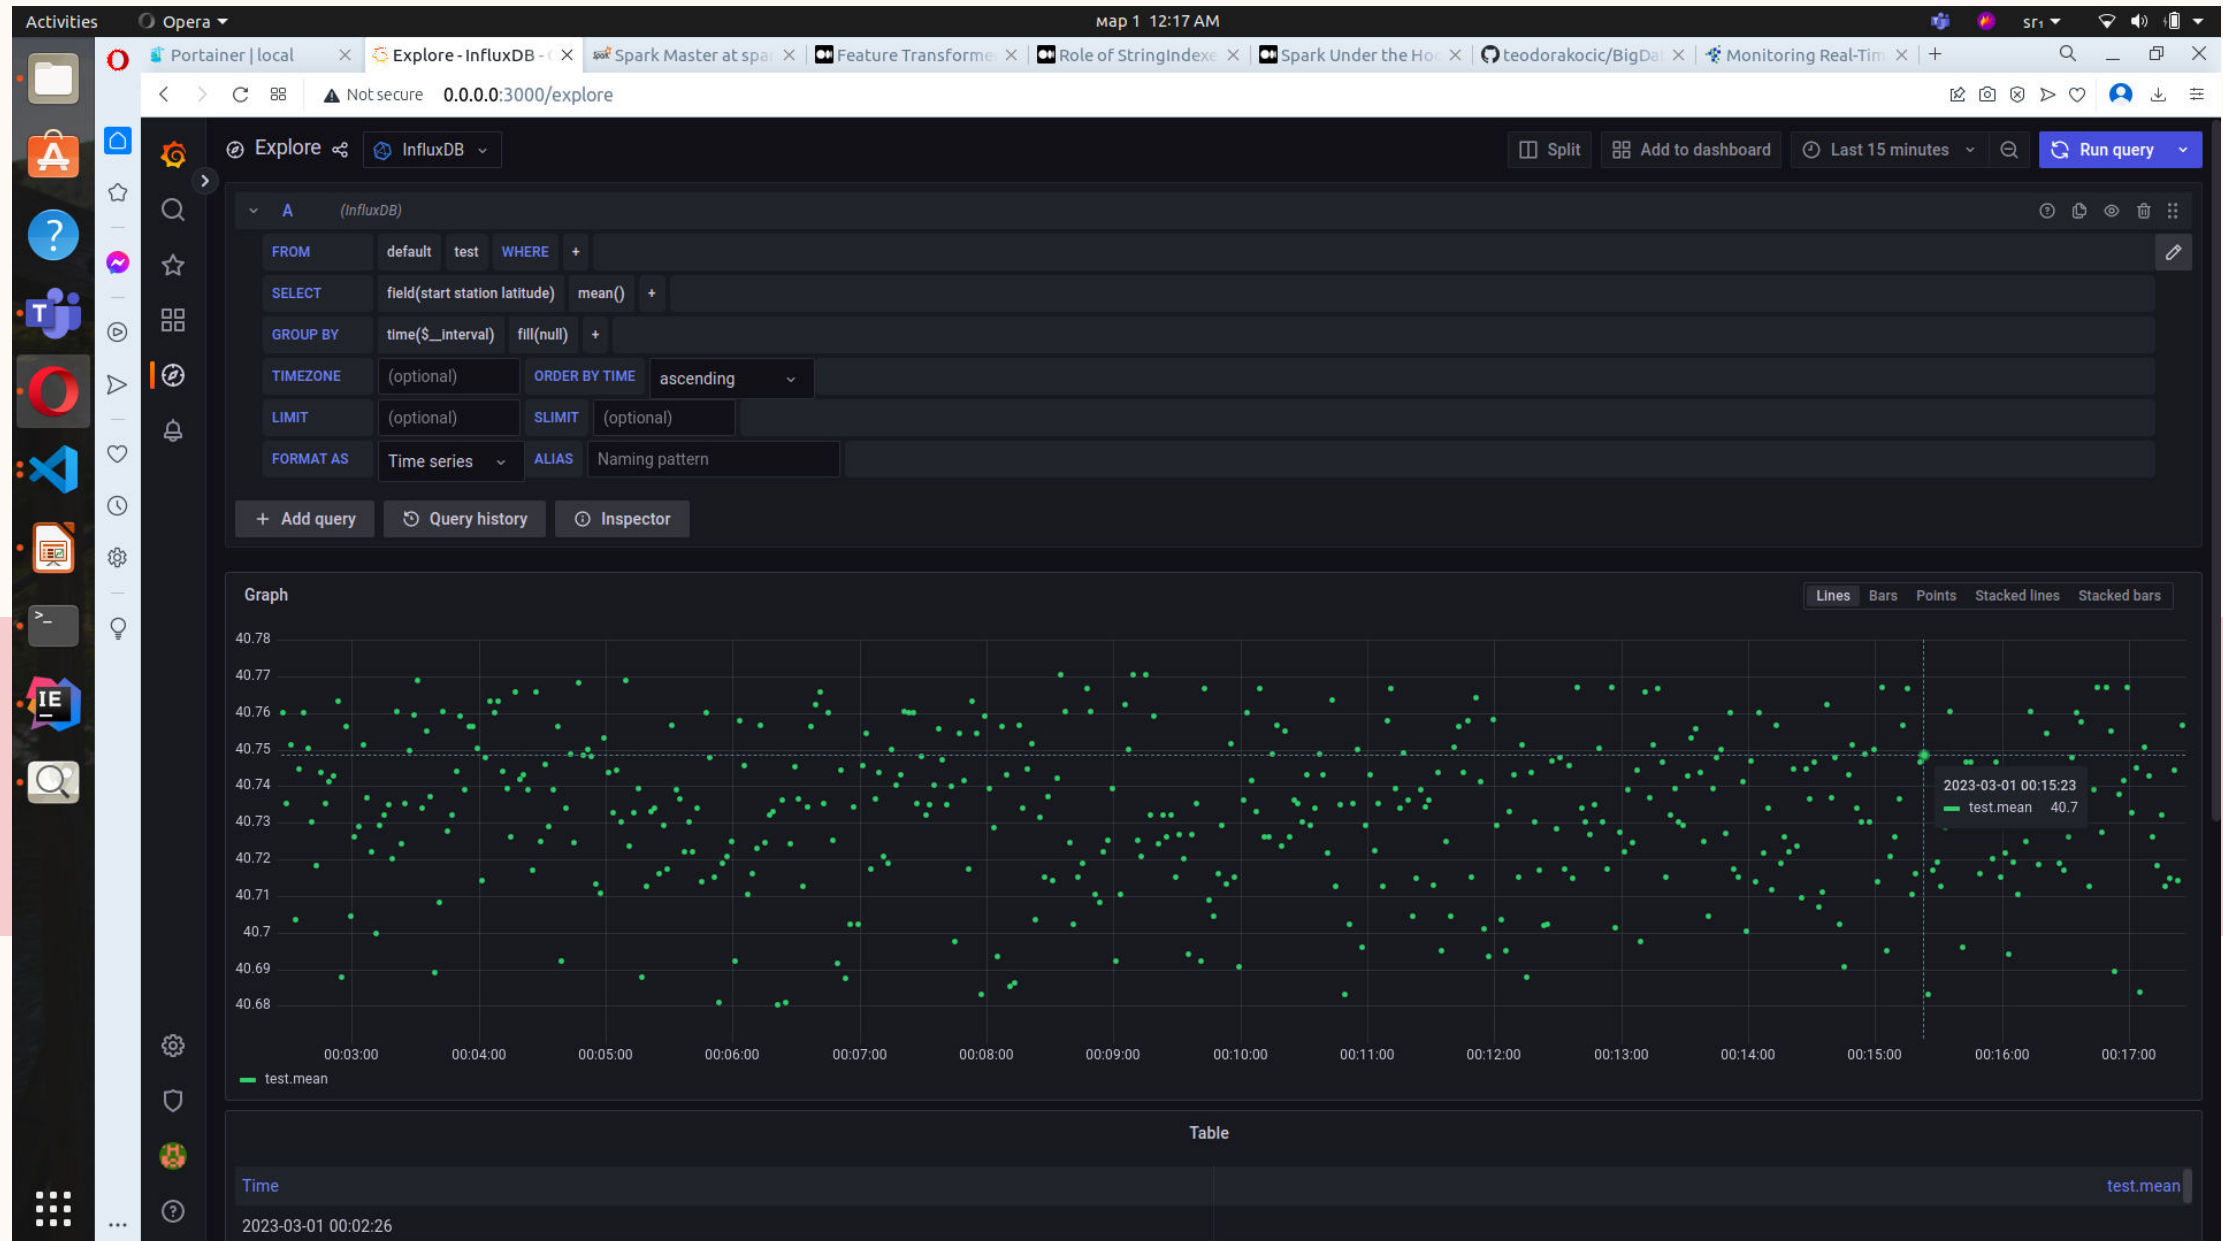 Activities Opera мар 1 12:17 AM sr₁
Portainer | local Explore - InfluxDB - Spark Master at spa Feature Transforme Role of StringIndexe Spark Under the Ho teodorakocic/BigDa Monitoring Real-Tim
Not secure 0.0.0.0:3000/explore
Explore InfluxDB Split Add to dashboard Last 15 minutes Run query
A (InfluxDB)
FROM default test WHERE +
SELECT field(start station latitude) mean() +
GROUP BY time($__interval) fill(null) +
TIMEZONE (optional) ORDER BY TIME ascending
LIMIT (optional) SLIMIT (optional)
FORMAT AS Time series ALIAS Naming pattern
+ Add query Query history Inspector
Graph Lines Bars Points Stacked lines Stacked bars
40.78
40.77
40.76
40.75
40.74
40.73
40.72
40.71
40.7
40.69
40.68
2023-03-01 00:15:23
test.mean 40.7
00:03:00 00:04:00 00:05:00 00:06:00 00:07:00 00:08:00 00:09:00 00:10:00 00:11:00 00:12:00 00:13:00 00:14:00 00:15:00 00:16:00 00:17:00
test.mean
Table
Time test.mean
2023-03-01 00:02:26